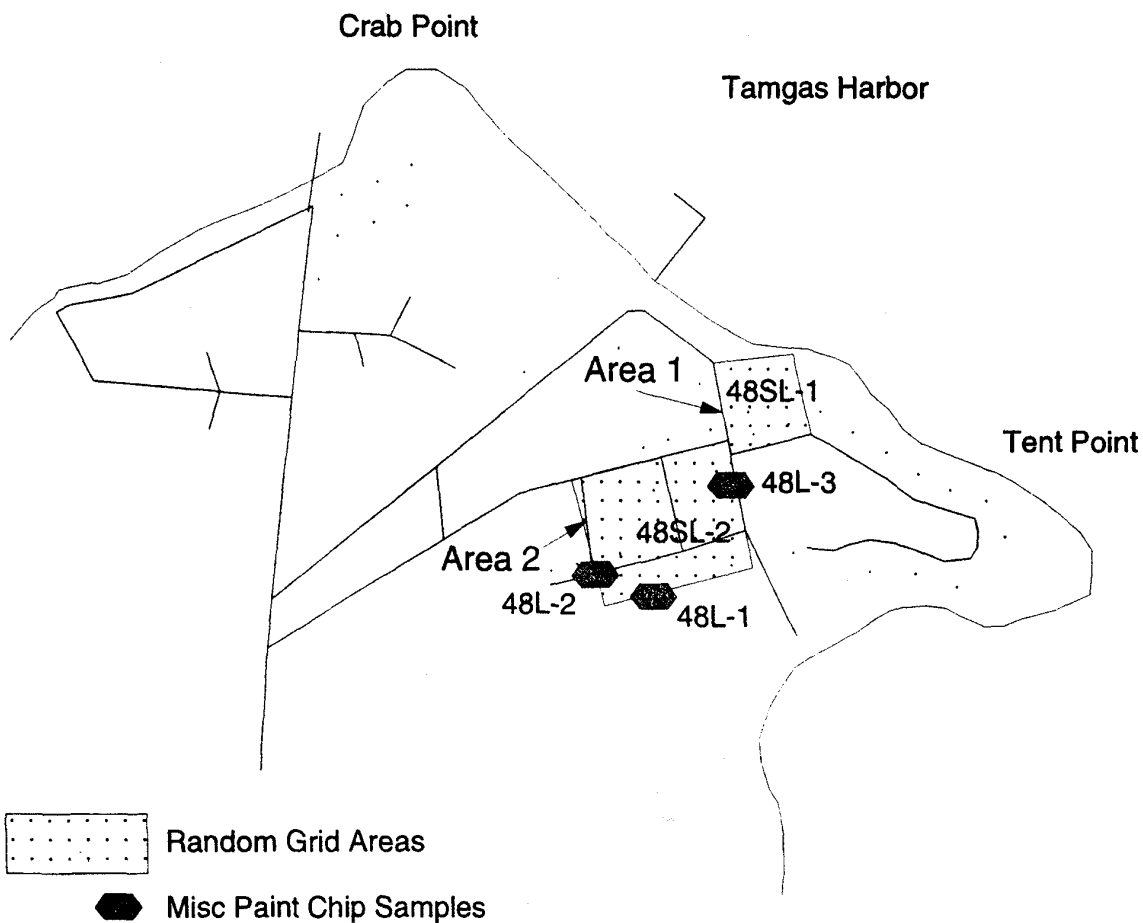 Crab Point
Tamgas Harbor
Area 1
48SL-1
Tent Point
48L-3
48SL-2
Area 2
48L-2
48L-1
Random Grid Areas
Misc Paint Chip Samples